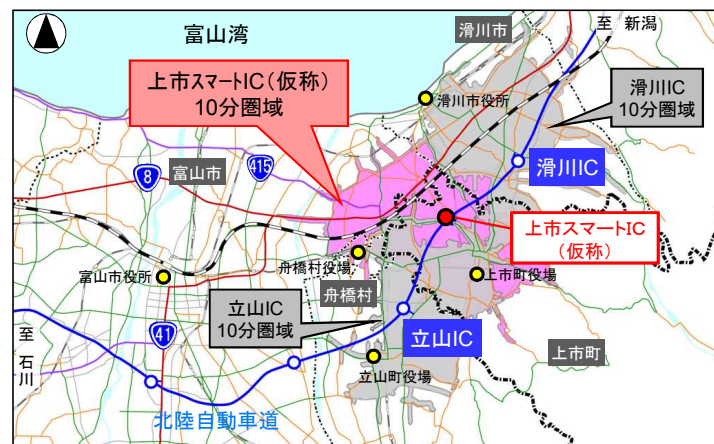 富山湾
滑川市
至 新潟
上市スマートIC(仮称)
10分圏域
滑川市役所
滑川IC
10分圏域
8
富山市
415
滑川IC
上市スマートIC
(仮称)
舟橋村役場
富山市役所
上市町役場
舟橋村
立山IC
10分圏域
至
石
川
41
立山IC
上市町
立山町役場
北陸自動車道